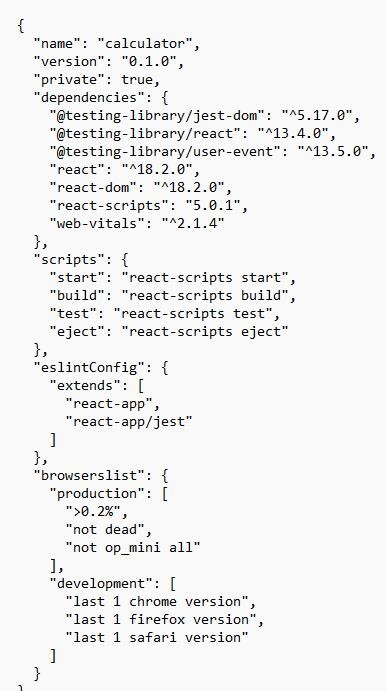 {
  "name": "calculator",
  "version": "0.1.0",
  "private": true,
  "dependencies": {
    "@testing-library/jest-dom": "^5.17.0",
    "@testing-library/react": "^13.4.0",
    "@testing-library/user-event": "^13.5.0",
    "react": "^18.2.0",
    "react-dom": "^18.2.0",
    "react-scripts": "5.0.1",
    "web-vitals": "^2.1.4"
  },
  "scripts": {
    "start": "react-scripts start",
    "build": "react-scripts build",
    "test": "react-scripts test",
    "eject": "react-scripts eject"
  },
  "eslintConfig": {
    "extends": [
      "react-app",
      "react-app/jest"
    ]
  },
  "browserslist": {
    "production": [
      ">0.2%",
      "not dead",
      "not op_mini all"
    ],
    "development": [
      "last 1 chrome version",
      "last 1 firefox version",
      "last 1 safari version"
    ]
  }
}